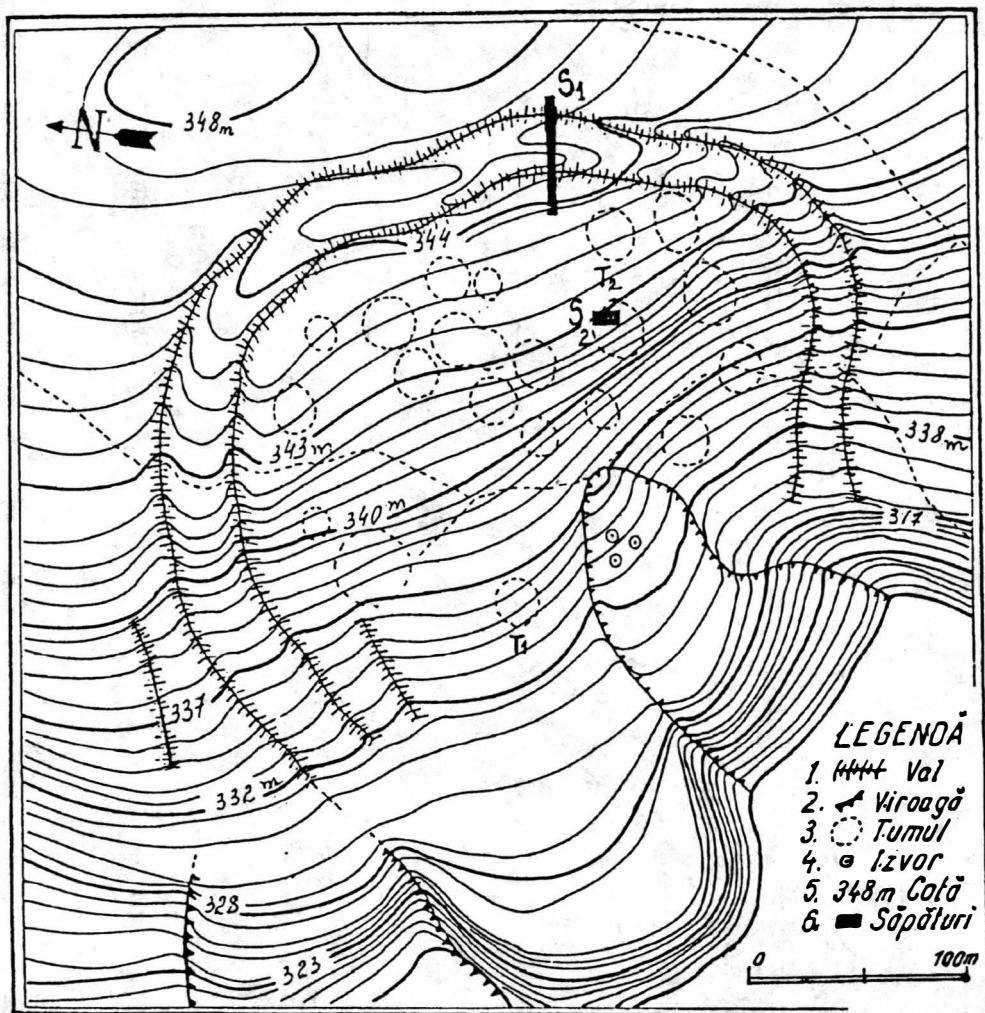 S1
348m
N
344
T2
S2
343m
338m
340m
317
T1
337
332m
328
323
LEGENDĂ
1. Val
2. Viroagă
3. Tumul
4. Izvor
5. 348m Cotă
6. Săpături
0 100m